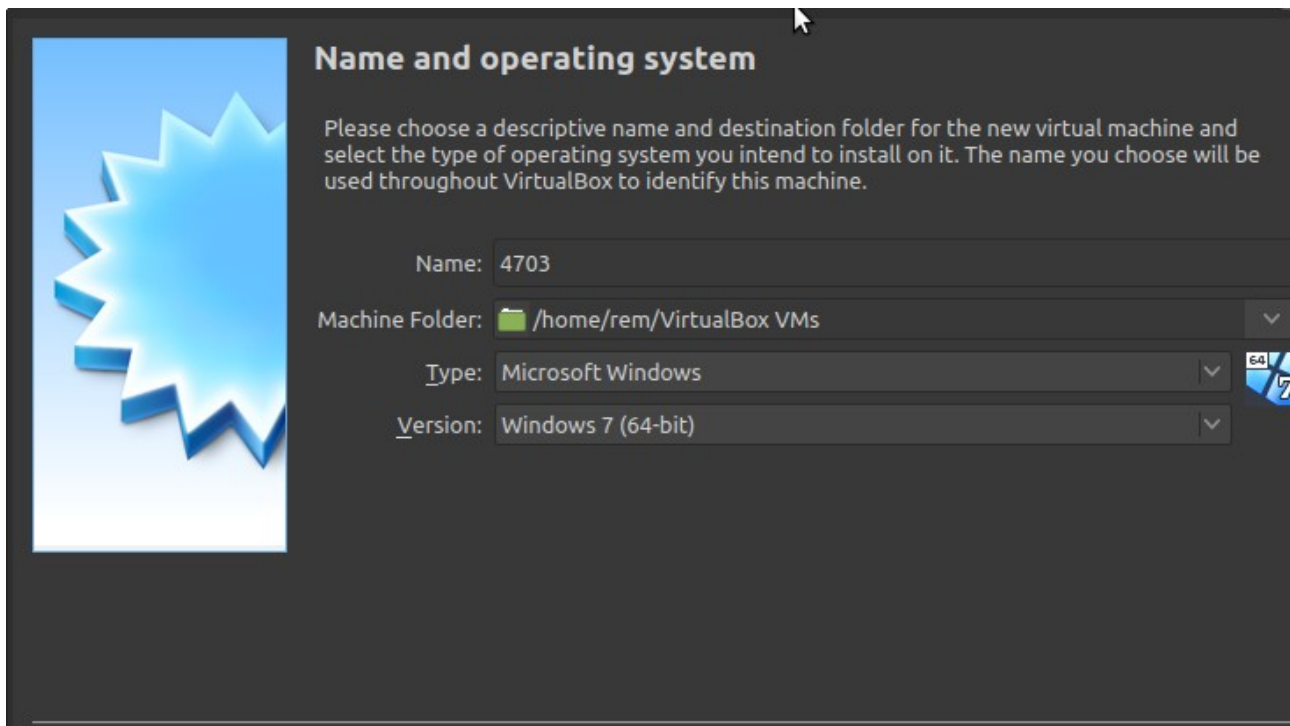 Name and operating system
Please choose a descriptive name and destination folder for the new virtual machine and
select the type of operating system you intend to install on it. The name you choose will be
used throughout VirtualBox to identify this machine.
Name: 4703
Machine Folder: /home/rem/VirtualBox VMs
Type: Microsoft Windows
64
7
Version: Windows 7 (64-bit)